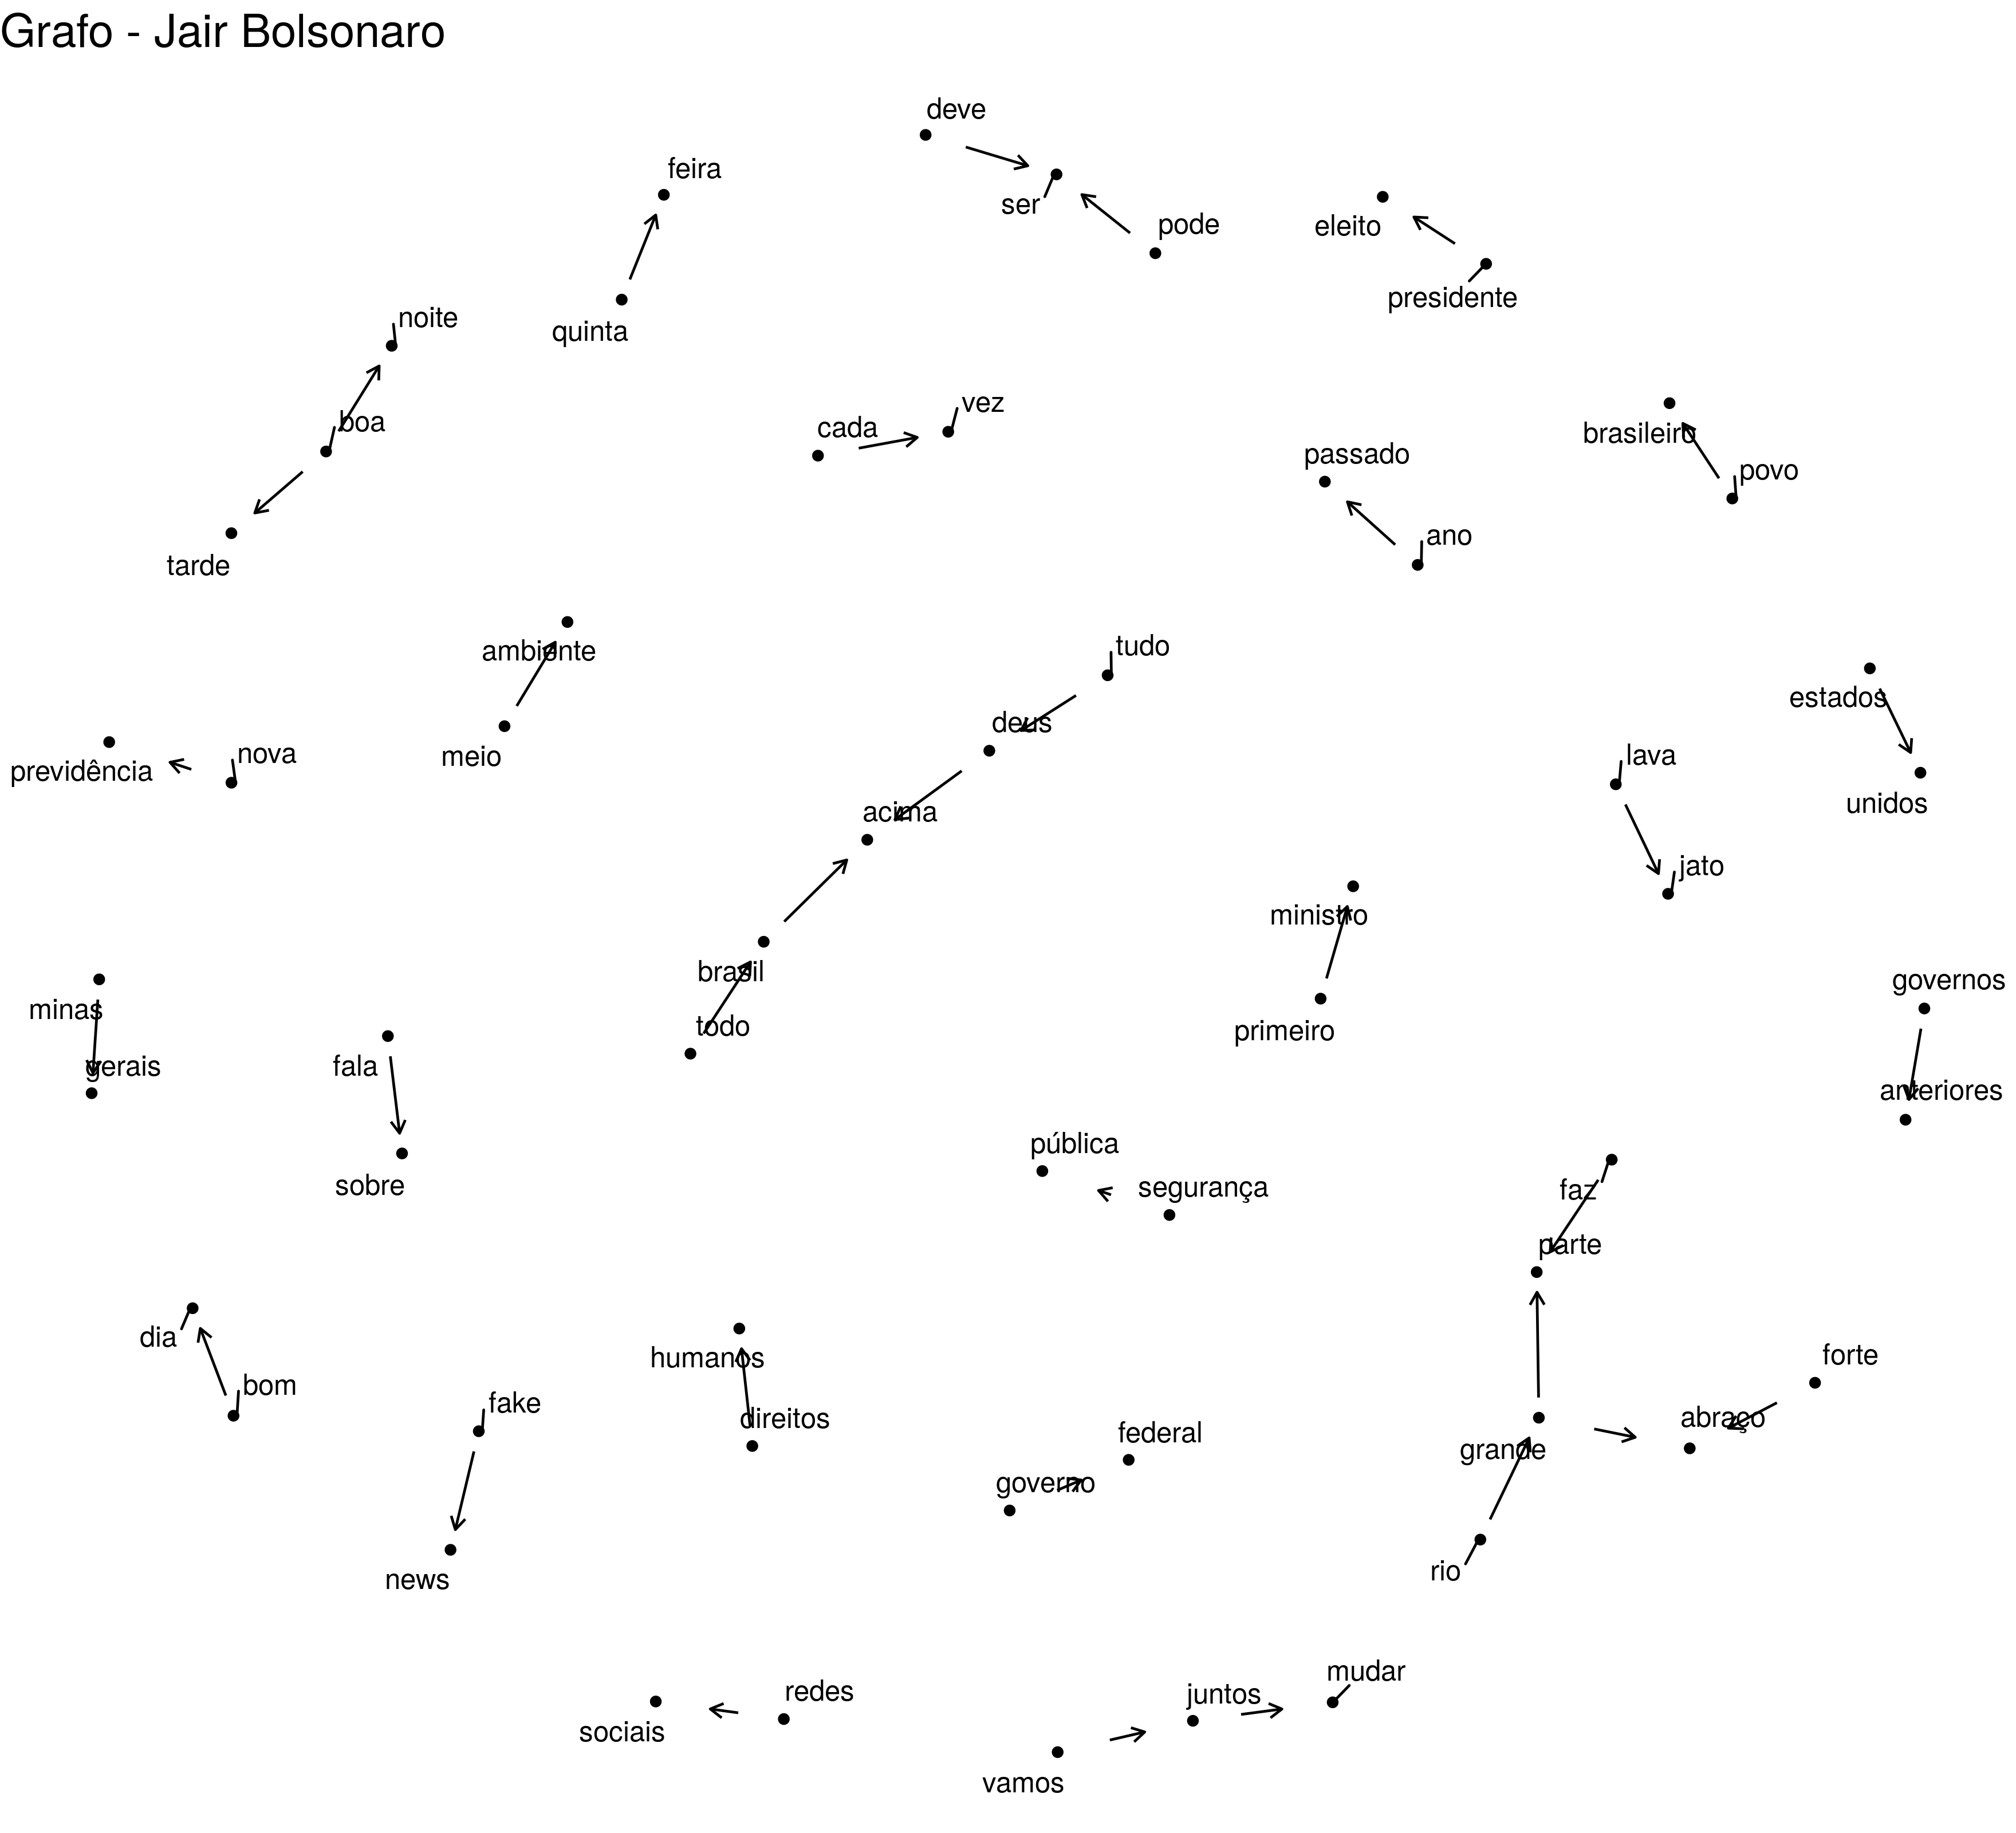 Grafo - Jair Bolsonaro
deve
feira
ser
pode
eleito
presidente
quinta
noite
boa
cada
vez
brasileiro
passado
povo
ano
tarde
ambiente
tudo
estados
deus
meio
nova
previdência
lava
unidos
acima
jato
ministro
brasil
governos
minas
todo
primeiro
gerais
fala
anteriores
pública
sobre
segurança
faz
parte
dia
humanos
forte
bom
fake
direitos
abraço
federal
grande
governo
rio
news
mudar
redes
juntos
sociais
vamos